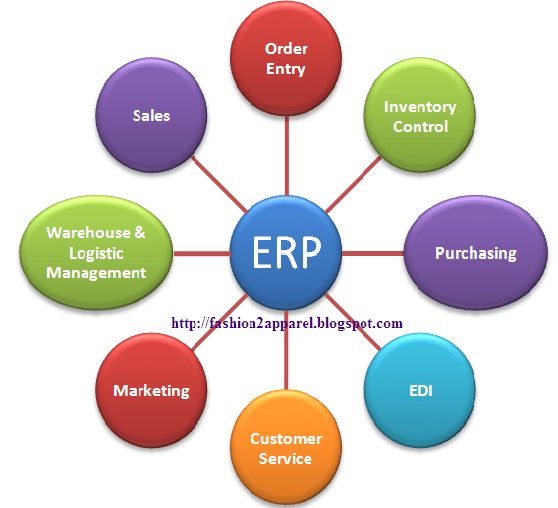 Order
Entry
Inventory
Control
Sales
Warehouse &
Logistic
Management
ERP
Purchasing
http://fashion2apparel.blogspot.com
Marketing
EDI
Customer
Service